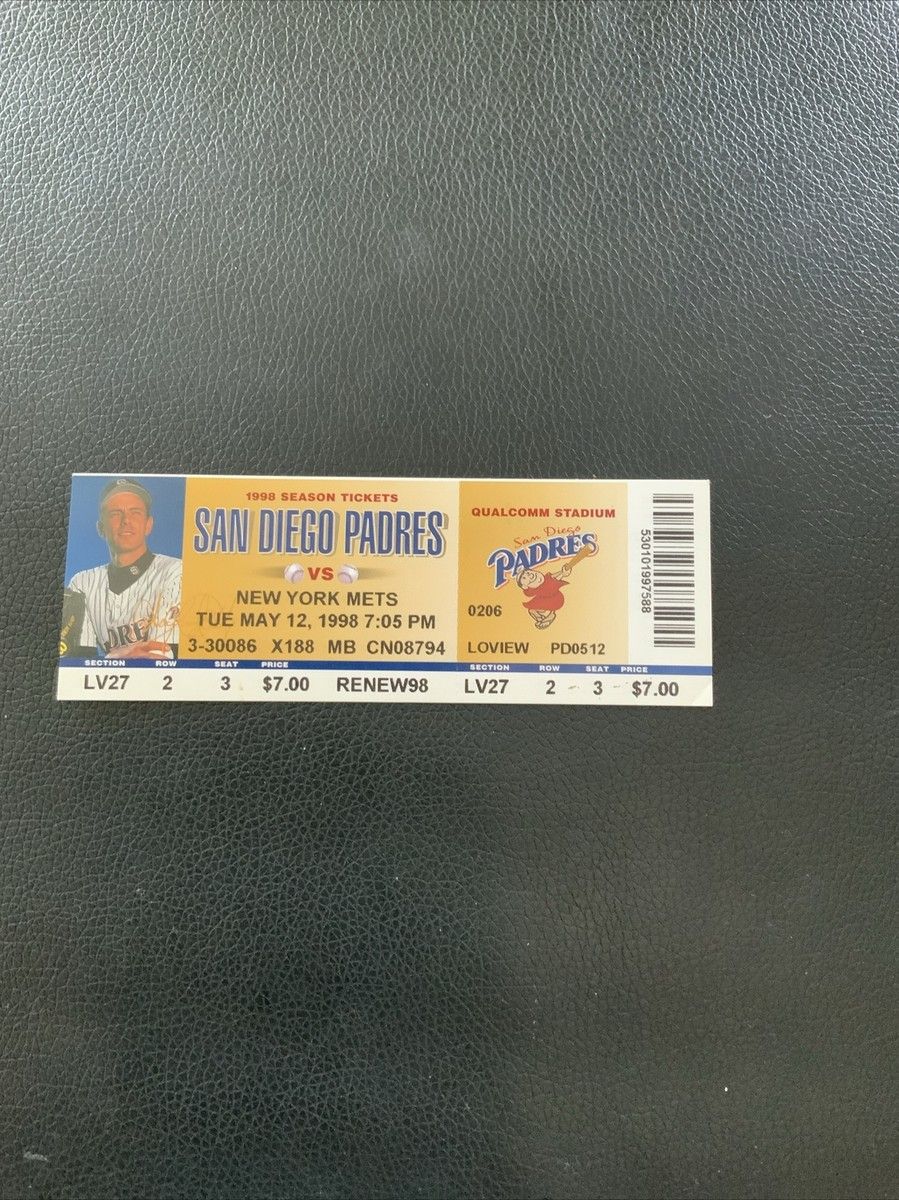 1998 SEASON TICKETS
SAN DIEGO PADRES
VS
NEW YORK METS
TUE MAY 12, 1998 7:05 PM
3-30086 X188 MB CN08794
SECTION ROW SEAT PRICE
LV27 2 3 $7.00 RENEW98
QUALCOMM STADIUM
San Diego
PADRES
0206
LOVIEW PD0512
SECTION ROW SEAT PRICE
LV27 2 3 $7.00
530101997588